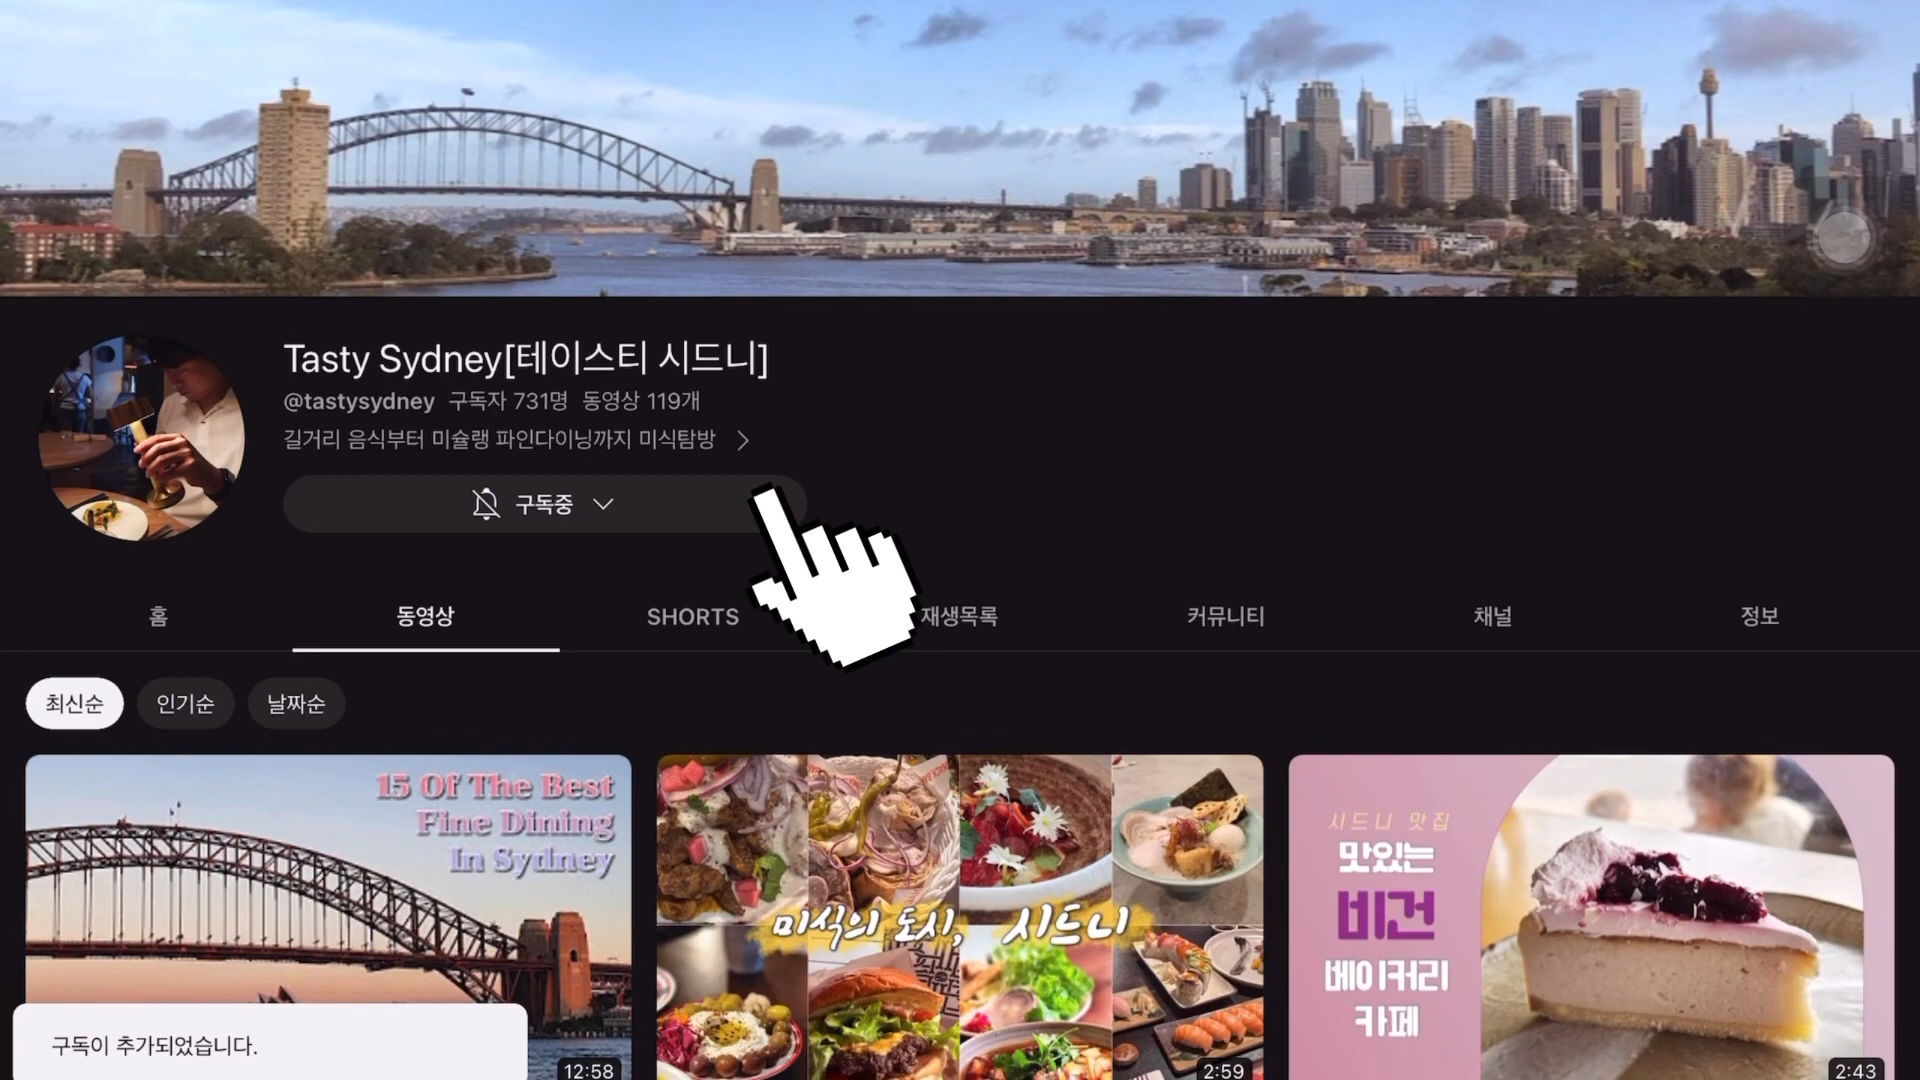 Tasty Sydney[테이스티 시드니]
@tastysydney 구독자 731명 동영상 119개
길거리 음식부터 미슐랭 파인다이닝까지 미식탐방
구독중
홈 동영상 SHORTS 재생목록 커뮤니티 채널 정보
최신순 인기순 날짜순
15 Of The Best
Fine Dining
In Sydney
12:58
미식의 도시, 시드니
2:59
시드니 맛집
맛있는
비건
베이커리
카페
2:43
구독이 추가되었습니다.